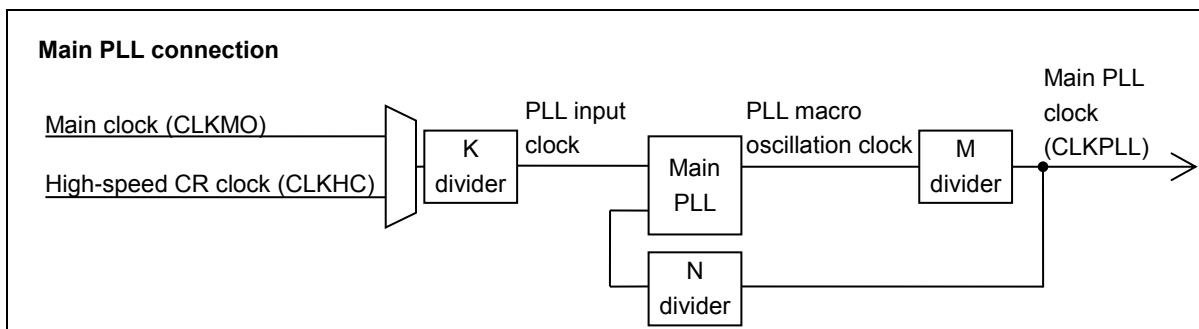 Main PLL connection
Main clock (CLKMO)
High-speed CR clock (CLKHC)
K
divider
PLL input
clock
Main
PLL
PLL macro
oscillation clock
M
divider
Main PLL
clock
(CLKPLL)
N
divider